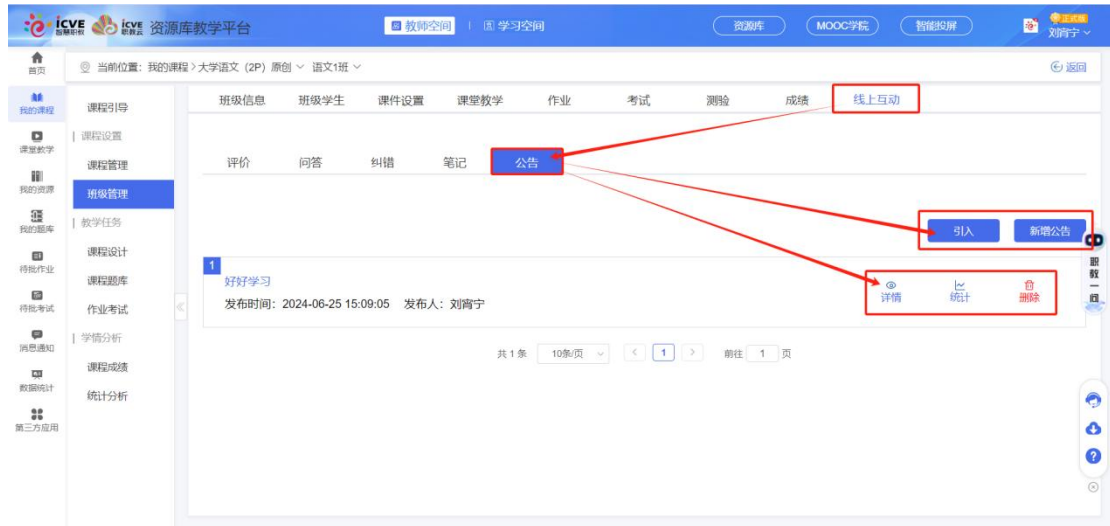 icve 智慧职教 icve 职教云 资源库教学平台 教师空间 学习空间 资源库 MOOC学院 智能投屏 正式版 刘宵宁
首页 当前位置：我的课程>大学语文（2P）原创 语文1班 返回
我的课程
课堂教学
我的资源
我的题库
待批作业
待批考试
消息通知
数据统计
第三方应用
课程引导
课程设置
课程管理
班级管理
教学任务
课程设计
课程题库
作业考试
学情分析
课程成绩
统计分析
班级信息 班级学生 课件设置 课堂教学 作业 考试 测验 成绩 线上互动
评价 问答 纠错 笔记 公告
引入 新增公告
1
好好学习
发布时间：2024-06-25 15:09:05 发布人：刘宵宁
详情 统计 删除
共 1 条 10条/页 < 1 > 前往 1 页
职教一问